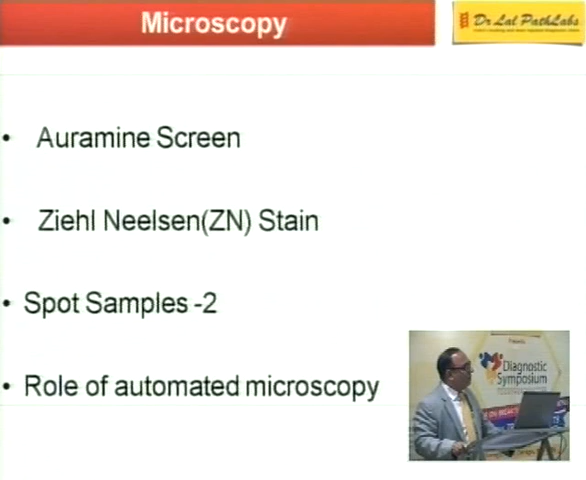 Microscopy
Dr Lal PathLabs
• Auramine Screen
• Ziehl Neelsen(ZN) Stain
• Spot Samples -2
• Role of automated microscopy
Diagnostic
Symposium